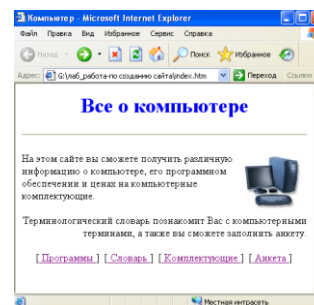 Компьютер - Microsoft Internet Explorer
Файл Правка Вид Избранное Сервис Справка
Назад Поиск Избранное
Адрес: G:\лаб_работа-по созданию сайта\index.htm Переход Ссылки
Все о компьютере
На этом сайте вы сможете получить различную
информацию о компьютере, его программном
обеспечении и ценах на компьютерные
комплектующие.
Терминологический словарь познакомит Вас с компьютерными
терминами, а также вы сможете заполнить анкету.
[ Программы ] [ Словарь ] [ Комплектующие ] [ Анкета ]
Местная интрасеть